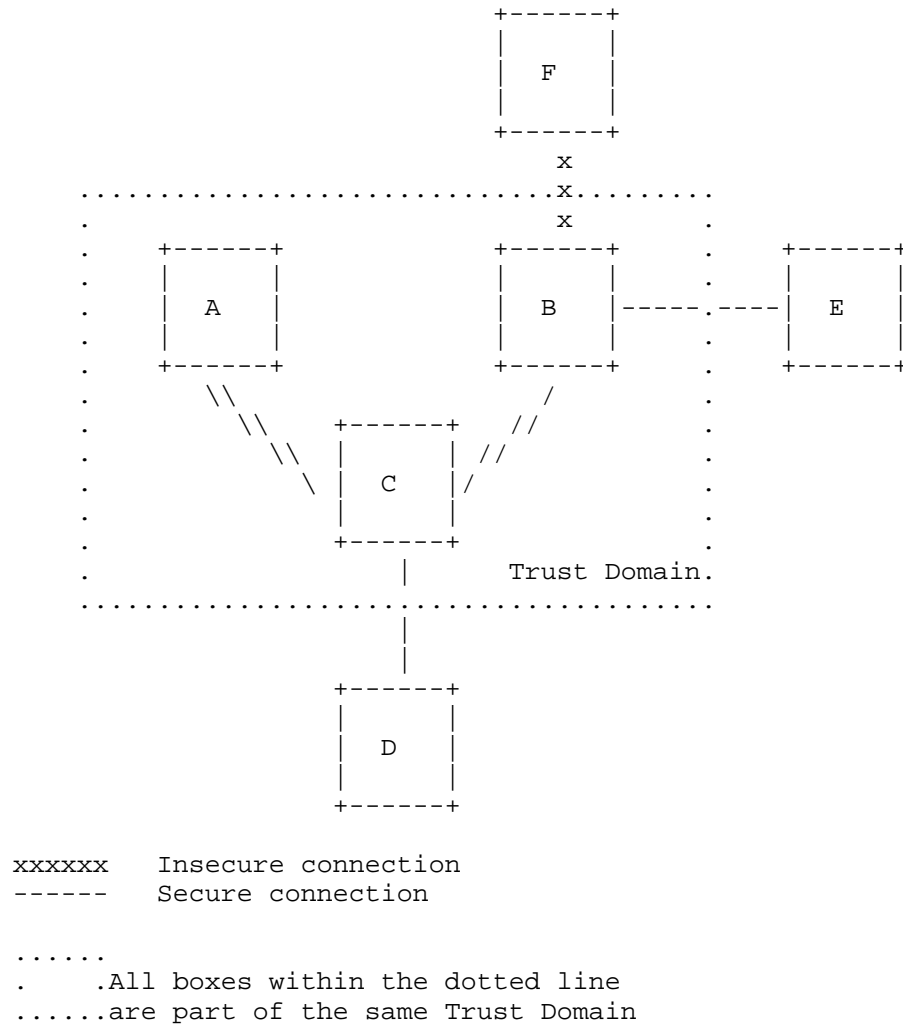 F
A
B
E
C
Trust Domain
D
xxxxxx Insecure connection
------ Secure connection
......
. .All boxes within the dotted line
......are part of the same Trust Domain